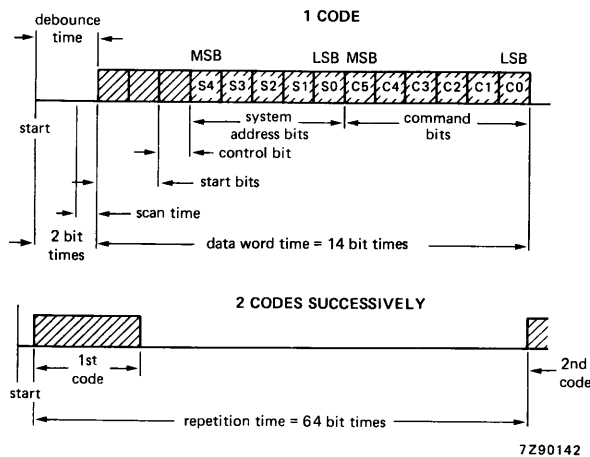 1 CODE
debounce
time
MSB
LSB
MSB
LSB
S4
S3
S2
S1
S0
C5
C4
C3
C2
C1
C0
start
system
address bits
command
bits
control bit
start bits
scan time
2 bit
times
data word time = 14 bit times
2 CODES SUCCESSIVELY
1st
code
start
2nd
code
repetition time = 64 bit times
7Z90142